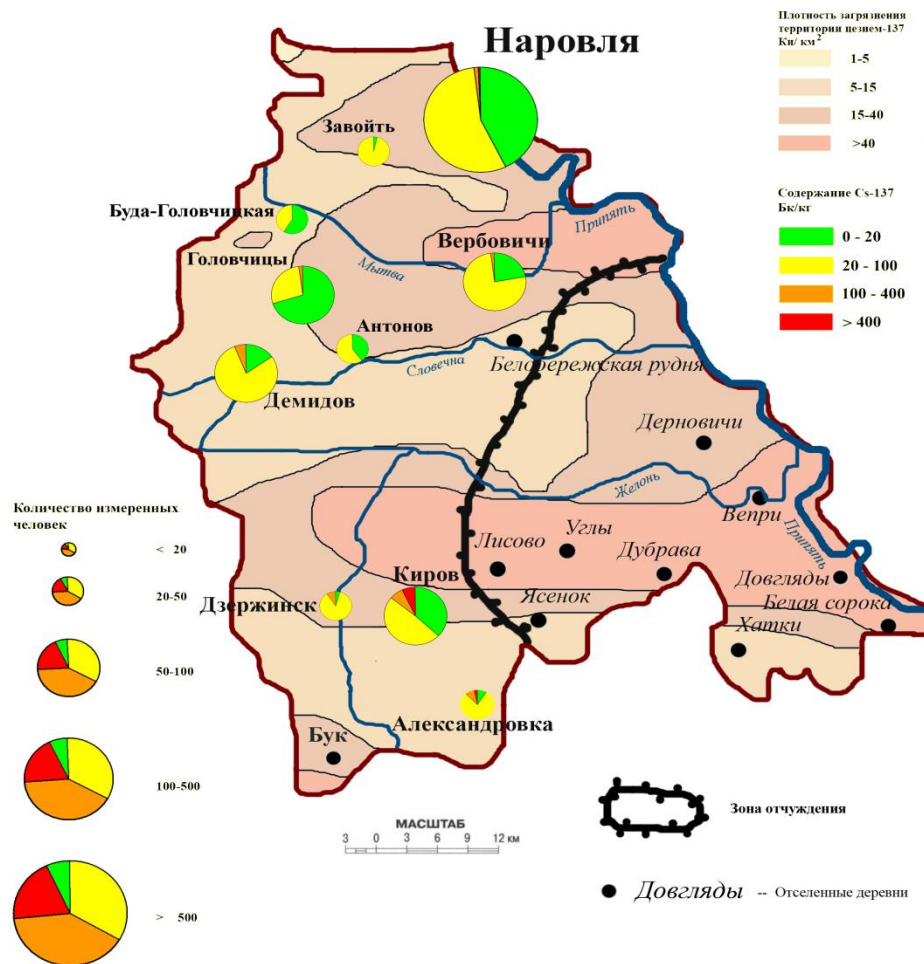 Наровля
Плотность загрязнения
территории цезием-137
Ки/ км²
1-5
5-15
15-40
>40
Содержание Cs-137
Бк/кг
0 - 20
20 - 100
100 - 400
> 400
Завойть
Буда-Головчицкая
Головчицы
Мытва
Вербовичи
Припять
Антонов
Словечна
Белобережская рудня
Демидов
Дерновичи
Желонь
Вепри
Припять
Лисово
Углы
Дубрава
Довгляды
Киров
Дзержинск
Ясенок
Белая сорока
Хатки
Александровка
Бук
Количество измеренных
человек
< 20
20-50
50-100
100-500
> 500
МАСШТАБ
3 0 3 6 9 12 км
Зона отчуждения
Довгляды -- Отселенные деревни